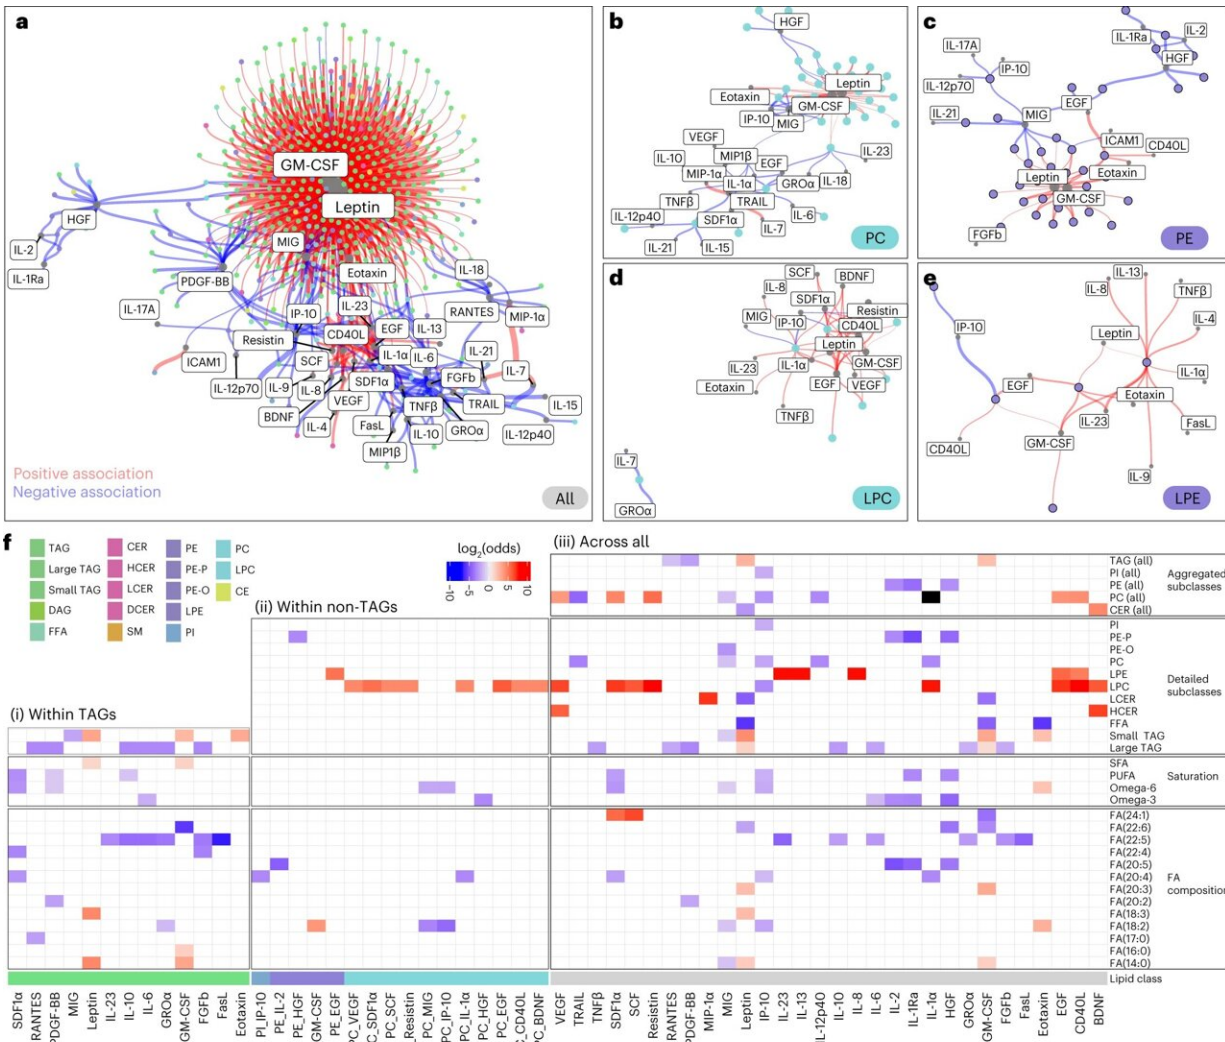 a
GM-CSF
Leptin
HGF
IL-2
IL-1Ra
MIG
PDGF-BB
Eotaxin
IL-18
RANTES
MIP-1α
IL-17A
IP-10
IL-23
Resistin
CD40L
EGF
IL-13
ICAM1
SCF
IL-1α
IL-6
IL-21
IL-7
IL-12p70
IL-9
IL-8
SDF1α
FGFb
BDNF
VEGF
TNFβ
TRAIL
IL-15
IL-4
FasL
IL-10
GROα
IL-12p40
MIP1β
Positive association
Negative association
All
b
HGF
Leptin
Eotaxin
GM-CSF
IP-10
MIG
VEGF
IL-10
MIP1β
EGF
IL-23
MIP-1α
IL-1α
GROα
IL-18
TNFβ
TRAIL
IL-12p40
SDF1α
IL-6
IL-7
IL-21
IL-15
PC
c
IL-1Ra
IL-2
IL-17A
HGF
IP-10
IL-12p70
EGF
IL-21
MIG
ICAM1
CD40L
Leptin
Eotaxin
GM-CSF
FGFb
PE
d
SCF
BDNF
IL-8
SDF1α
MIG
IP-10
Resistin
CD40L
Leptin
IL-23
IL-1α
GM-CSF
Eotaxin
EGF
VEGF
TNFβ
IL-7
GROα
LPC
e
IL-13
IL-8
TNFβ
IP-10
Leptin
IL-4
EGF
IL-1α
Eotaxin
IL-23
FasL
CD40L
GM-CSF
IL-9
LPE
f
TAG
CER
PE
PC
Large TAG
HCER
PE-P
LPC
Small TAG
LCER
PE-O
CE
DAG
DCER
LPE
FFA
SM
PI
log2(odds)
−10
−5
0
5
10
(i) Within TAGs
(ii) Within non-TAGs
(iii) Across all
TAG (all)
PI (all)
PE (all)
PC (all)
CER (all)
Aggregated
subclasses
PI
PE-P
PE-O
PC
LPE
LPC
LCER
HCER
FFA
Small TAG
Large TAG
Detailed
subclasses
SFA
PUFA
Omega-6
Omega-3
Saturation
FA(24:1)
FA(22:6)
FA(22:5)
FA(22:4)
FA(20:5)
FA(20:4)
FA(20:3)
FA(20:2)
FA(18:3)
FA(18:2)
FA(17:0)
FA(16:0)
FA(14:0)
FA
composition
Lipid class
SDF1α
RANTES
PDGF-BB
MIG
Leptin
IL-23
IL-10
IL-6
GROα
GM-CSF
FGFb
FasL
Eotaxin
PI_IP-10
PE_IL-2
PE_HGF
GM-CSF
PE_EGF
PC_VEGF
PC_SDF1α
PC_SCF
_Resistin
PC_MIG
PC_IP-10
PC_IL-1α
PC_HGF
PC_EGF
C_CD40L
PC_BDNF
VEGF
TRAIL
TNFβ
SDF1α
SCF
Resistin
RANTES
PDGF-BB
MIP-1α
MIG
Leptin
IP-10
IL-23
IL-13
IL-12p40
IL-10
IL-8
IL-6
IL-2
IL-1Ra
IL-1α
HGF
GROα
GM-CSF
FGFb
FasL
Eotaxin
EGF
CD40L
BDNF